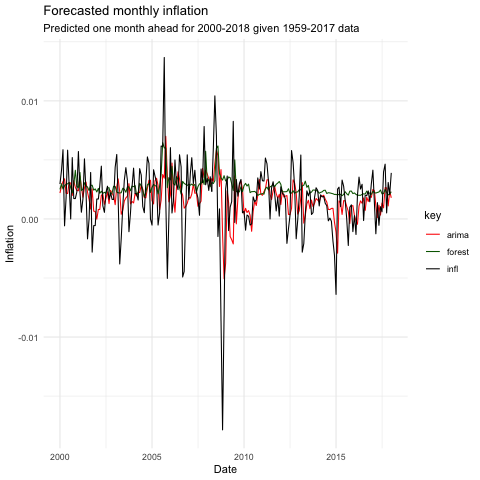 Forecasted monthly inflation
Predicted one month ahead for 2000-2018 given 1959-2017 data
0.01
0.00
-0.01
Inflation
2000
2005
2010
2015
Date
key
arima
forest
infl